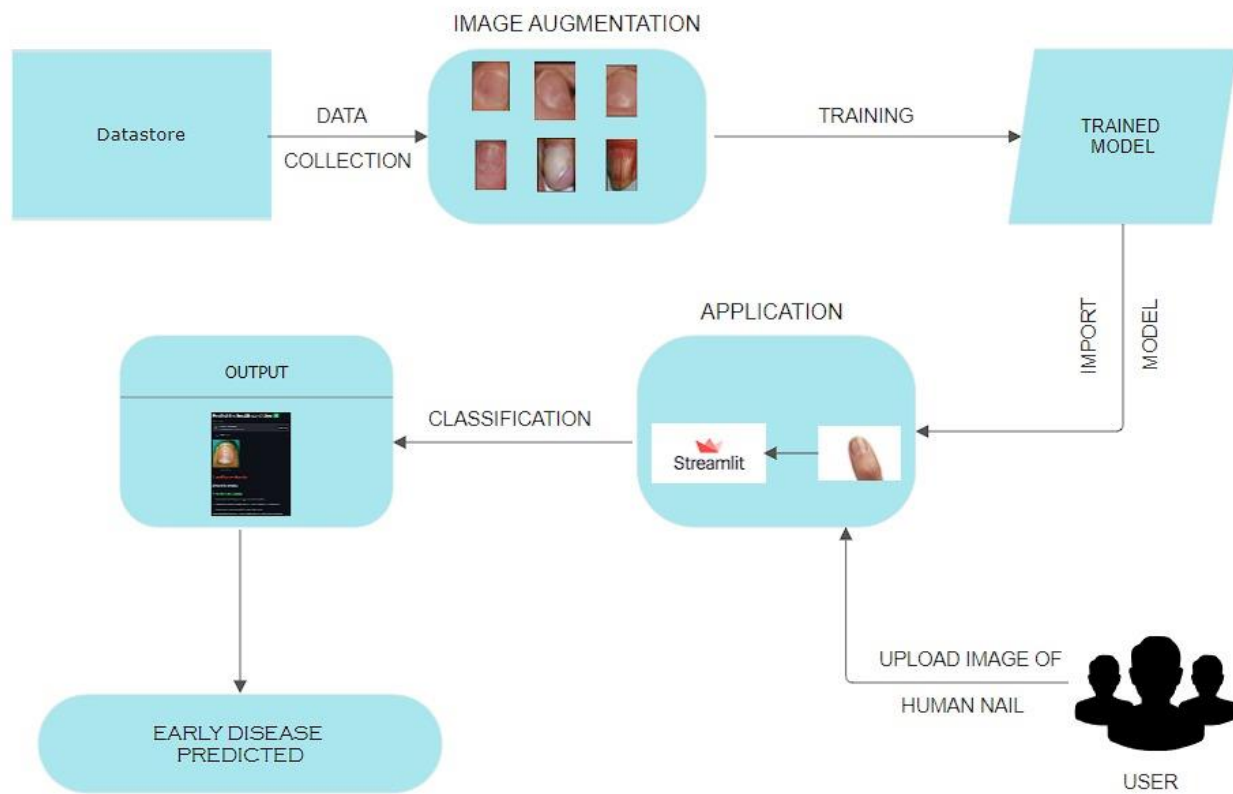 IMAGE AUGMENTATION
Datastore
DATA
COLLECTION
TRAINING
TRAINED
MODEL
IMPORT
MODEL
APPLICATION
Streamlit
CLASSIFICATION
OUTPUT
UPLOAD IMAGE OF
HUMAN NAIL
USER
EARLY DISEASE
PREDICTED